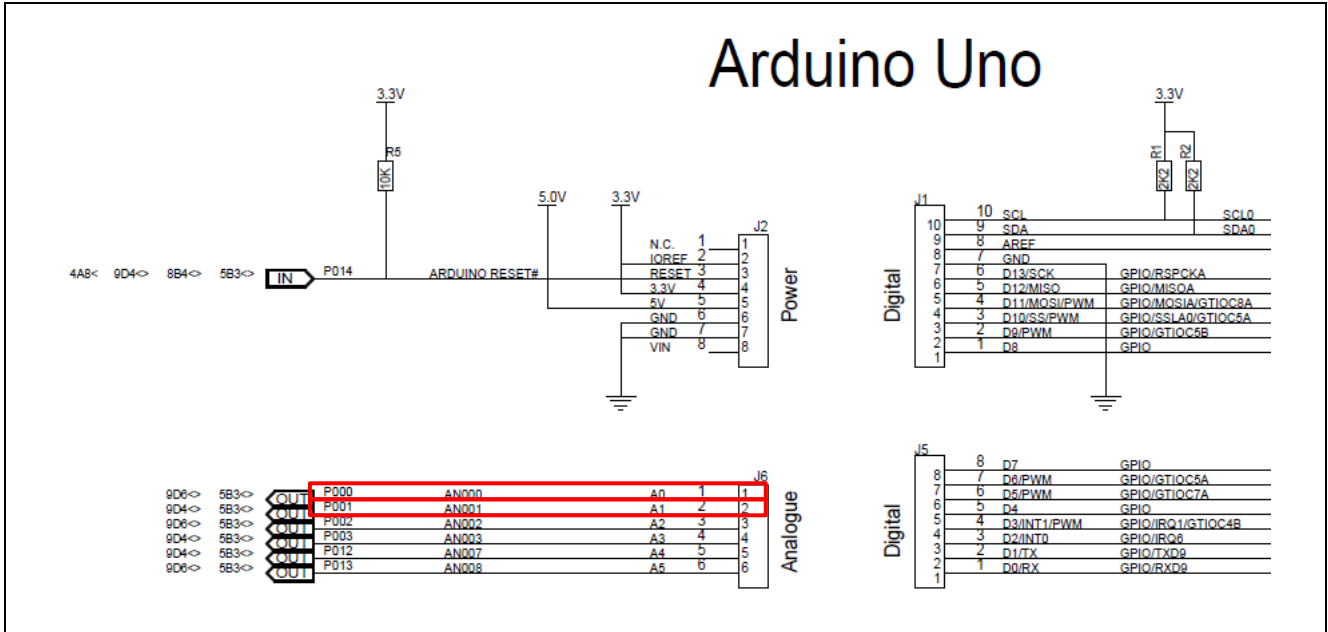 Arduino Uno
3.3V
R5
10K
5.0V
3.3V
J2
N.C. 1 1
IOREF 2 2
4A8< 9D4<> 8B4<> 5B3<> IN P014 ARDUINO RESET# RESET 3 3
3.3V 4 4
5V 5 5
GND 6 6
GND 7 7
VIN 8 8
Power
3.3V
R1
2K2
R2
2K2
J1
10 10 SCL SCL0
9 9 SDA SDA0
8 8 AREF
7 7 GND
6 6 D13/SCK GPIO/RSPCKA
5 5 D12/MISO GPIO/MISOA
4 4 D11/MOSI/PWM GPIO/MOSIA/GTIOC8A
3 3 D10/SS/PWM GPIO/SSLA0/GTIOC5A
2 2 D9/PWM GPIO/GTIOC5B
1 1 D8 GPIO
Digital
J6
9D6<> 5B3<> OUT P000 AN000 A0 1 1
9D4<> 5B3<> OUT P001 AN001 A1 2 2
9D6<> 5B3<> OUT P002 AN002 A2 3 3
9D4<> 5B3<> OUT P003 AN003 A3 4 4
9D4<> 5B3<> OUT P012 AN007 A4 5 5
9D6<> 5B3<> OUT P013 AN008 A5 6 6
Analogue
J5
8 8 D7 GPIO
7 7 D6/PWM GPIO/GTIOC5A
6 6 D5/PWM GPIO/GTIOC7A
5 5 D4 GPIO
4 4 D3/INT1/PWM GPIO/IRQ1/GTIOC4B
3 3 D2/INT0 GPIO/IRQ6
2 2 D1/TX GPIO/TXD9
1 1 D0/RX GPIO/RXD9
Digital